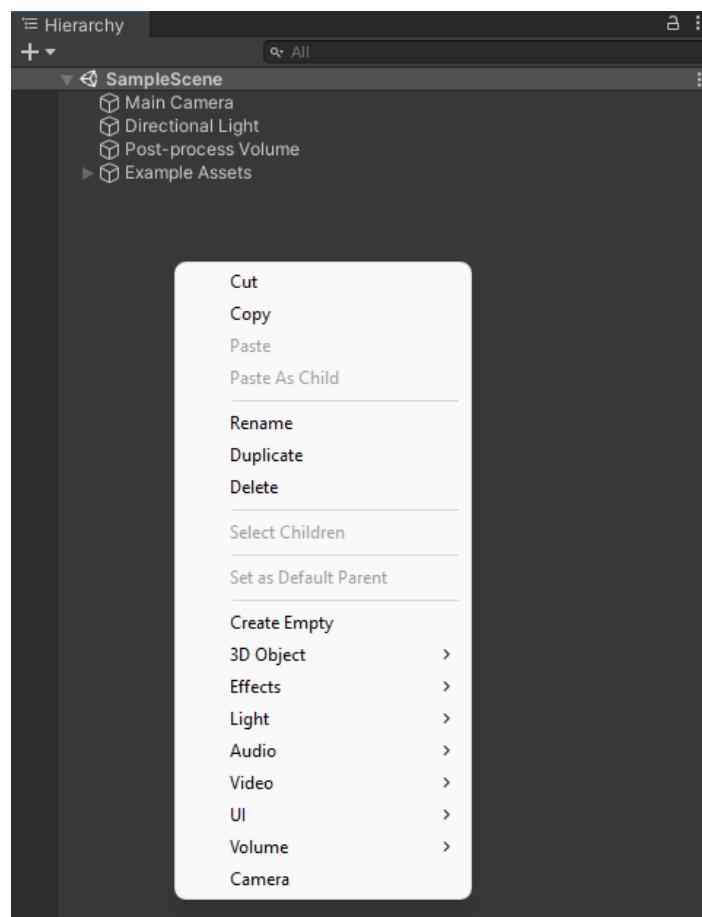 Hierarchy
All
SampleScene
Main Camera
Directional Light
Post-process Volume
Example Assets
Cut
Copy
Paste
Paste As Child
Rename
Duplicate
Delete
Select Children
Set as Default Parent
Create Empty
3D Object
Effects
Light
Audio
Video
UI
Volume
Camera